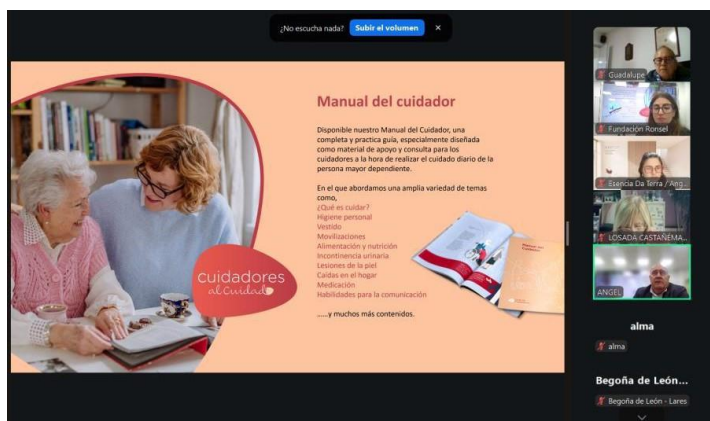 ¿No escucha nada? Subir el volumen ×
Manual del cuidador
Disponible nuestro Manual del Cuidador, una
completa y practica guía, especialmente diseñada
como material de apoyo y consulta para los
cuidadores a la hora de realizar el cuidado diario de la
persona mayor dependiente.
En el que abordamos una amplia variedad de temas
como,
¿Qué es cuidar?
Higiene personal
Vestido
Movilizaciones
Alimentación y nutrición
Incontinencia urinaria
Lesiones de la piel
Caídas en el hogar
Medicación
Habilidades para la comunicación
......y muchos más contenidos.
cuidadores
al Cuidado
Manual del
Cuidador
Guadalupe
Fundación Ronsel
Esencia Da Terra / Ang...
LOSADA CASTAÑEMA...
ANGEL
alma
alma
Begoña de León...
Begoña de León - Lares